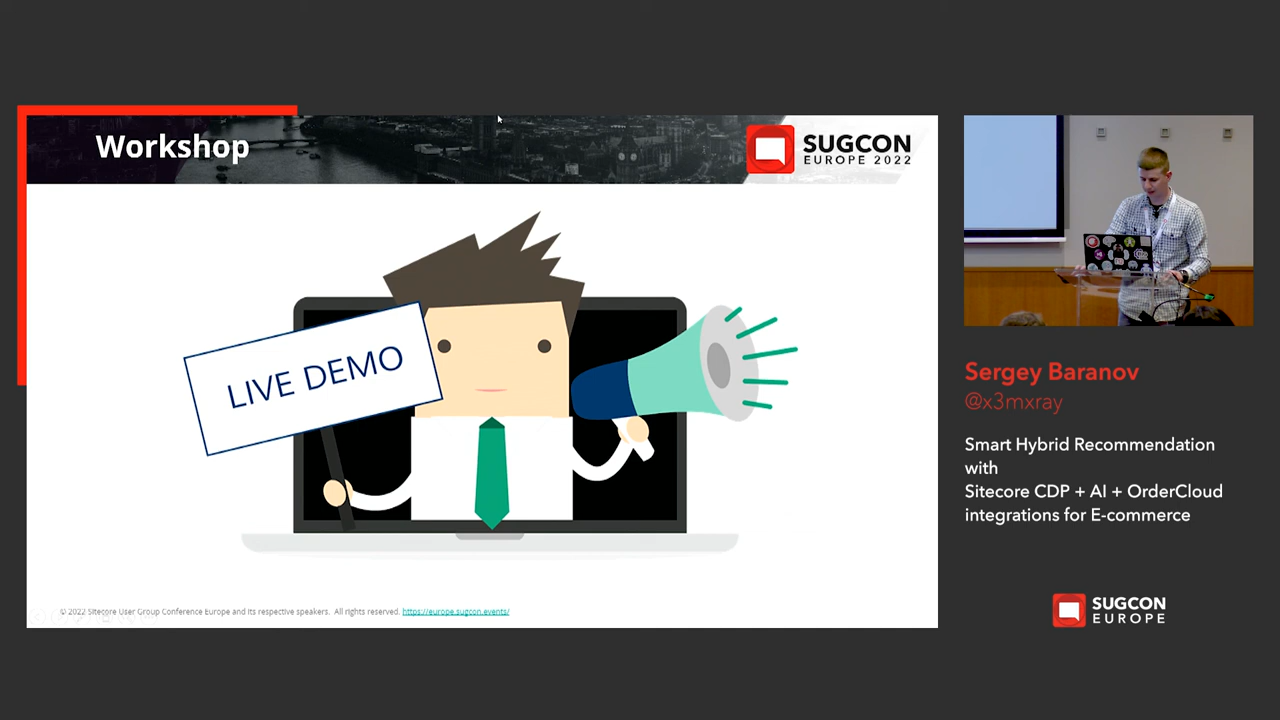 Workshop
SUGCON
EUROPE 2022
LIVE DEMO
© 2022 Sitecore User Group Conference Europe and its respective speakers. All rights reserved. https://europe.sugcon.events/
Sergey Baranov
@x3mxray
Smart Hybrid Recommendation
with
Sitecore CDP + AI + OrderCloud
integrations for E-commerce
SUGCON
EUROPE